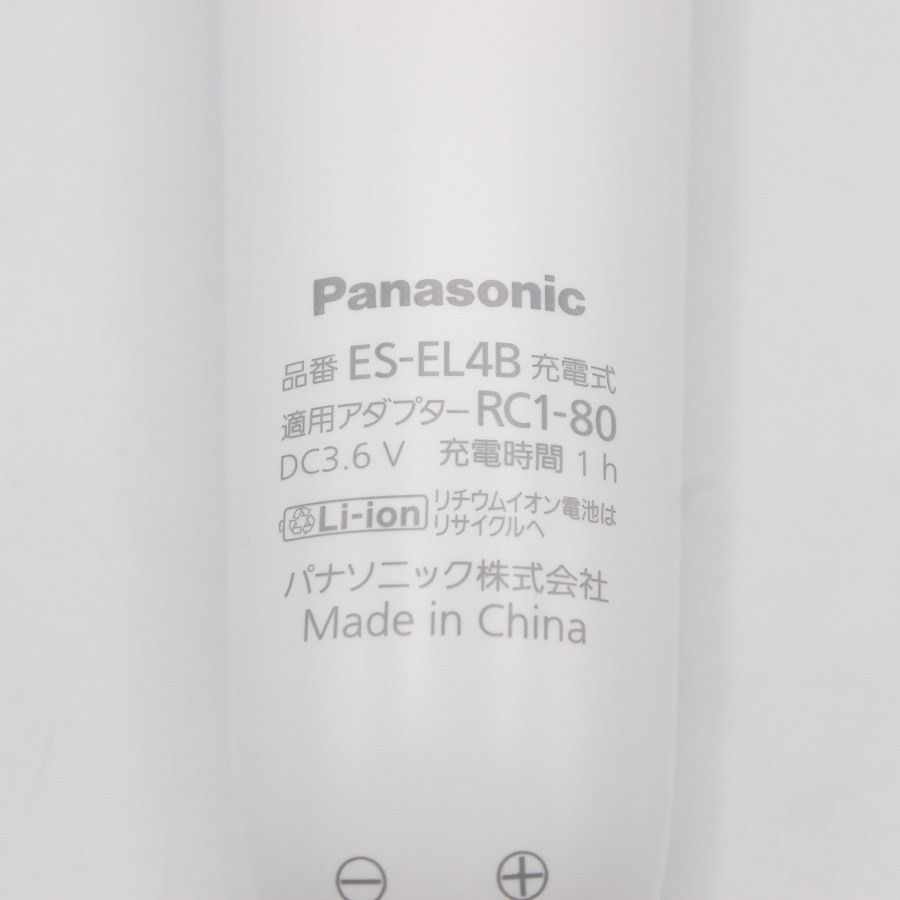 Panasonic
品番 ES-EL4B 充電式
適用アダプター RC1-80
DC3.6 V 充電時間 1 h
Li-ion リチウムイオン電池は
リサイクルへ
パナソニック株式会社
Made in China
⊖ ⊕